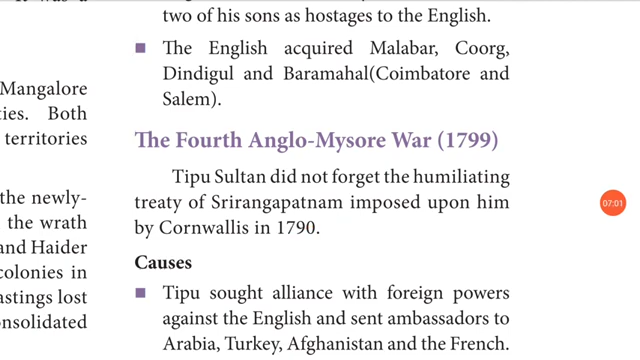 two of his sons as hostages to the English.
■ The English acquired Malabar, Coorg,
Dindigul and Baramahal(Coimbatore and
Salem).
Mangalore
ties. Both
territories
the newly-
the wrath
and Haider
colonies in
astings lost
onsolidated
The Fourth Anglo-Mysore War (1799)
Tipu Sultan did not forget the humiliating
treaty of Srirangapatnam imposed upon him
by Cornwallis in 1790.
Causes
■ Tipu sought alliance with foreign powers
against the English and sent ambassadors to
Arabia, Turkey, Afghanistan and the French.
07:01